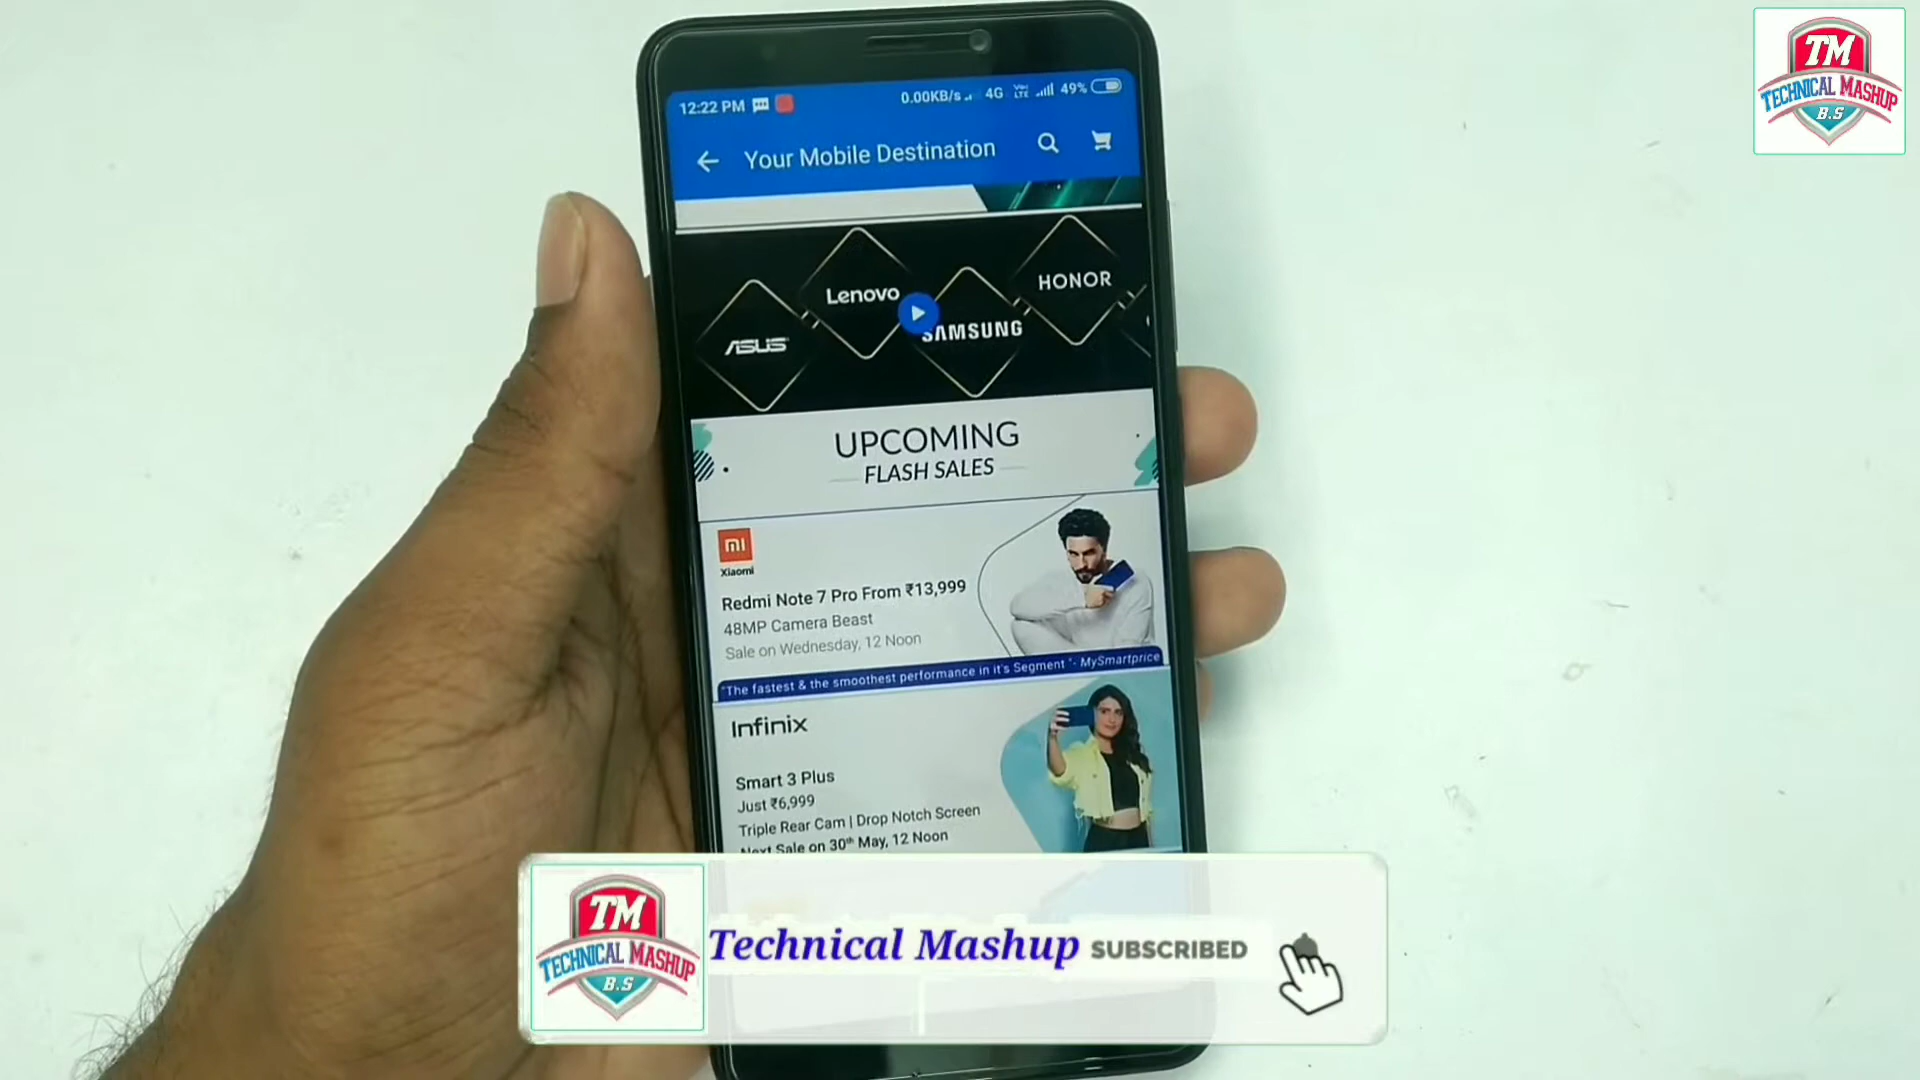 TM
TECHNICAL MASHUP
B.S
12:22 PM 0.00KB/s 4G VoLTE 49%
Your Mobile Destination
HONOR
Lenovo
SAMSUNG
ASUS
UPCOMING
FLASH SALES
mi
Xiaomi
Redmi Note 7 Pro From ₹13,999
48MP Camera Beast
Sale on Wednesday, 12 Noon
"The fastest & the smoothest performance in it's Segment "- MySmartprice
Infinix
Smart 3 Plus
Just ₹6,999
Triple Rear Cam | Drop Notch Screen
Next Sale on 30th May, 12 Noon
TM
TECHNICAL MASHUP
B.S
Technical Mashup SUBSCRIBED